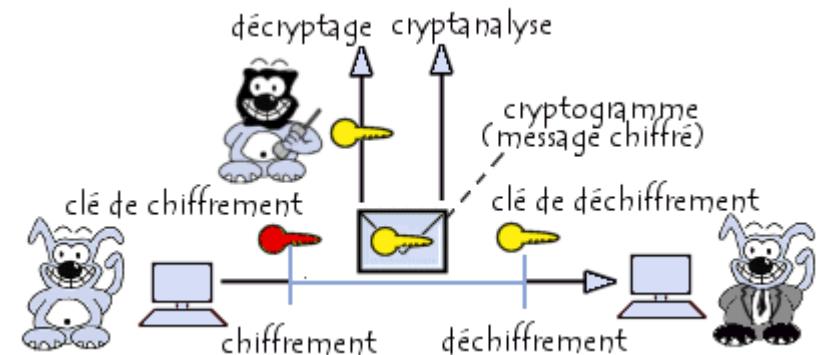 décryptage cryptanalyse
cryptogramme
(message chiffré)
clé de chiffrement
clé de déchiffrement
chiffrement
déchiffrement